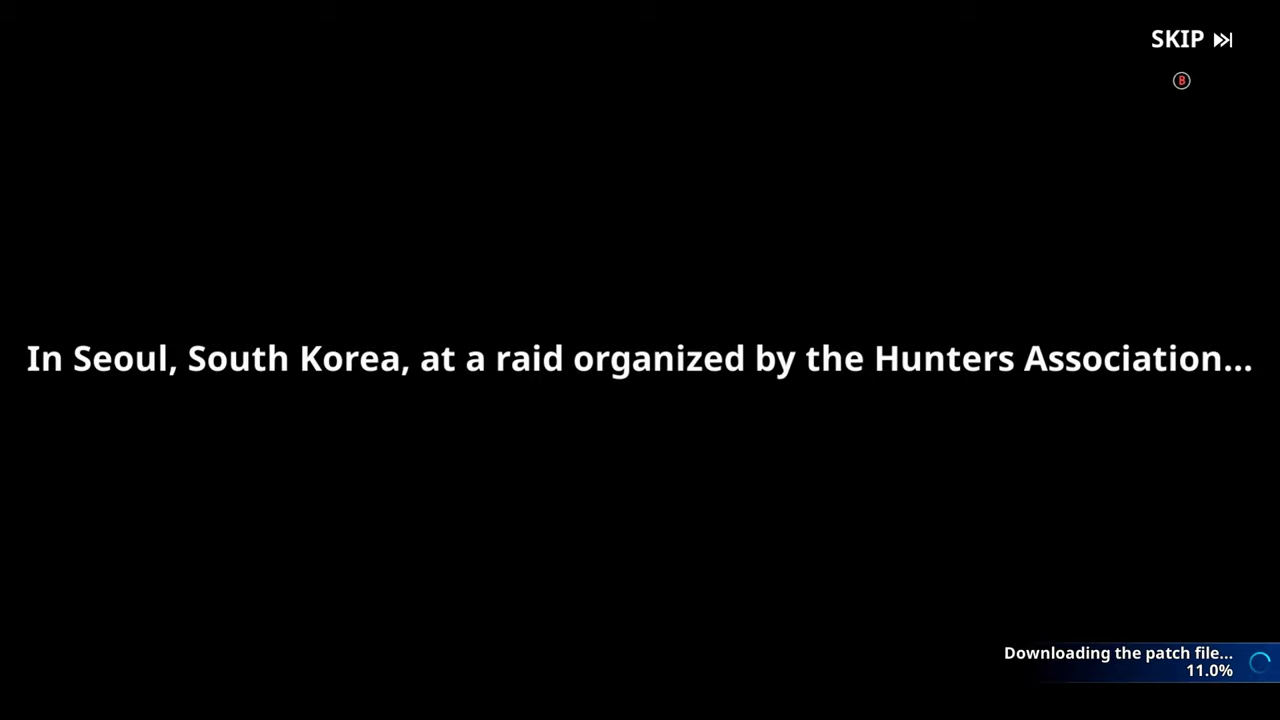 SKIP
B
In Seoul, South Korea, at a raid organized by the Hunters Association...
Downloading the patch file...
11.0%